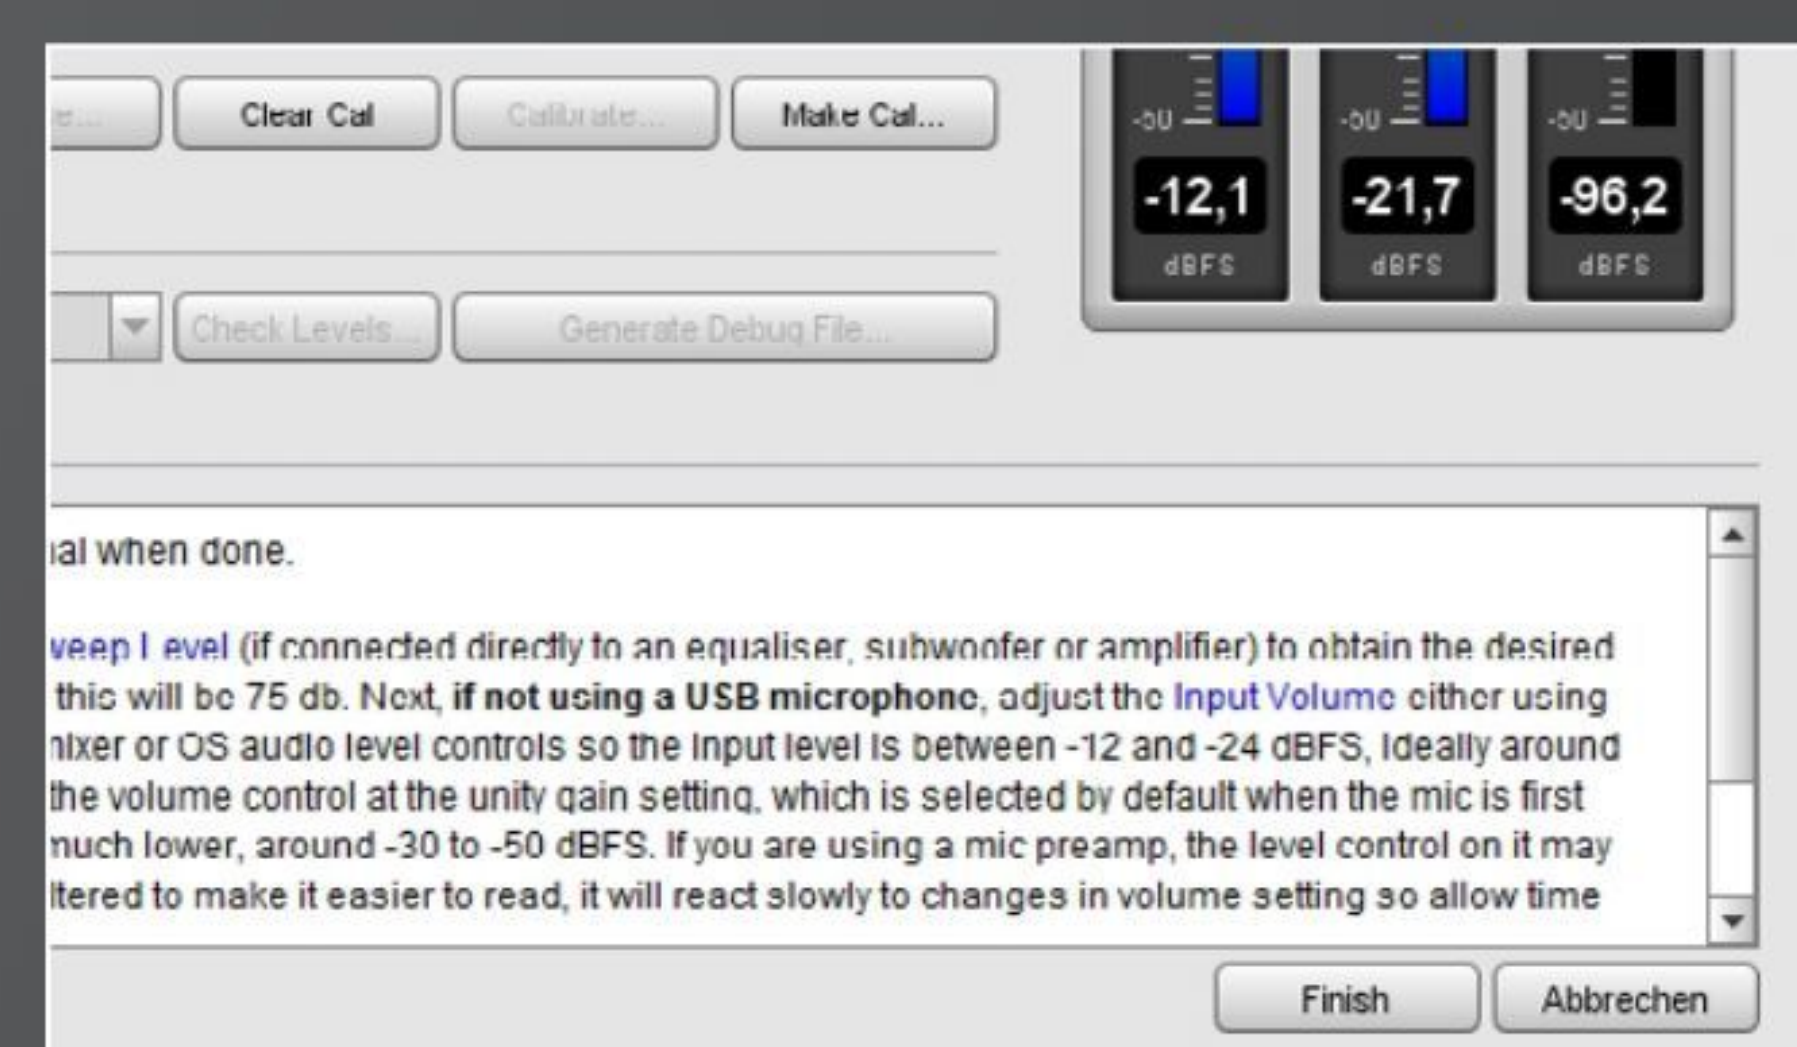 Clear Cal
Calibrate...
Make Cal...
-12,1
-21,7
-96,2
dBFS
dBFS
dBFS
Check Levels...
Generate Debug File...
when done.
Level (if connected directly to an equaliser, subwoofer or amplifier) to obtain the desired
this will be 75 db. Next, if not using a USB microphone, adjust the Input Volume either using
or OS audio level controls so the input level is between -12 and -24 dBFS, ideally around
the volume control at the unity gain setting, which is selected by default when the mic is first
much lower, around -30 to -50 dBFS. If you are using a mic preamp, the level control on it may
to make it easier to read, it will react slowly to changes in volume setting so allow time
Finish
Abbrechen